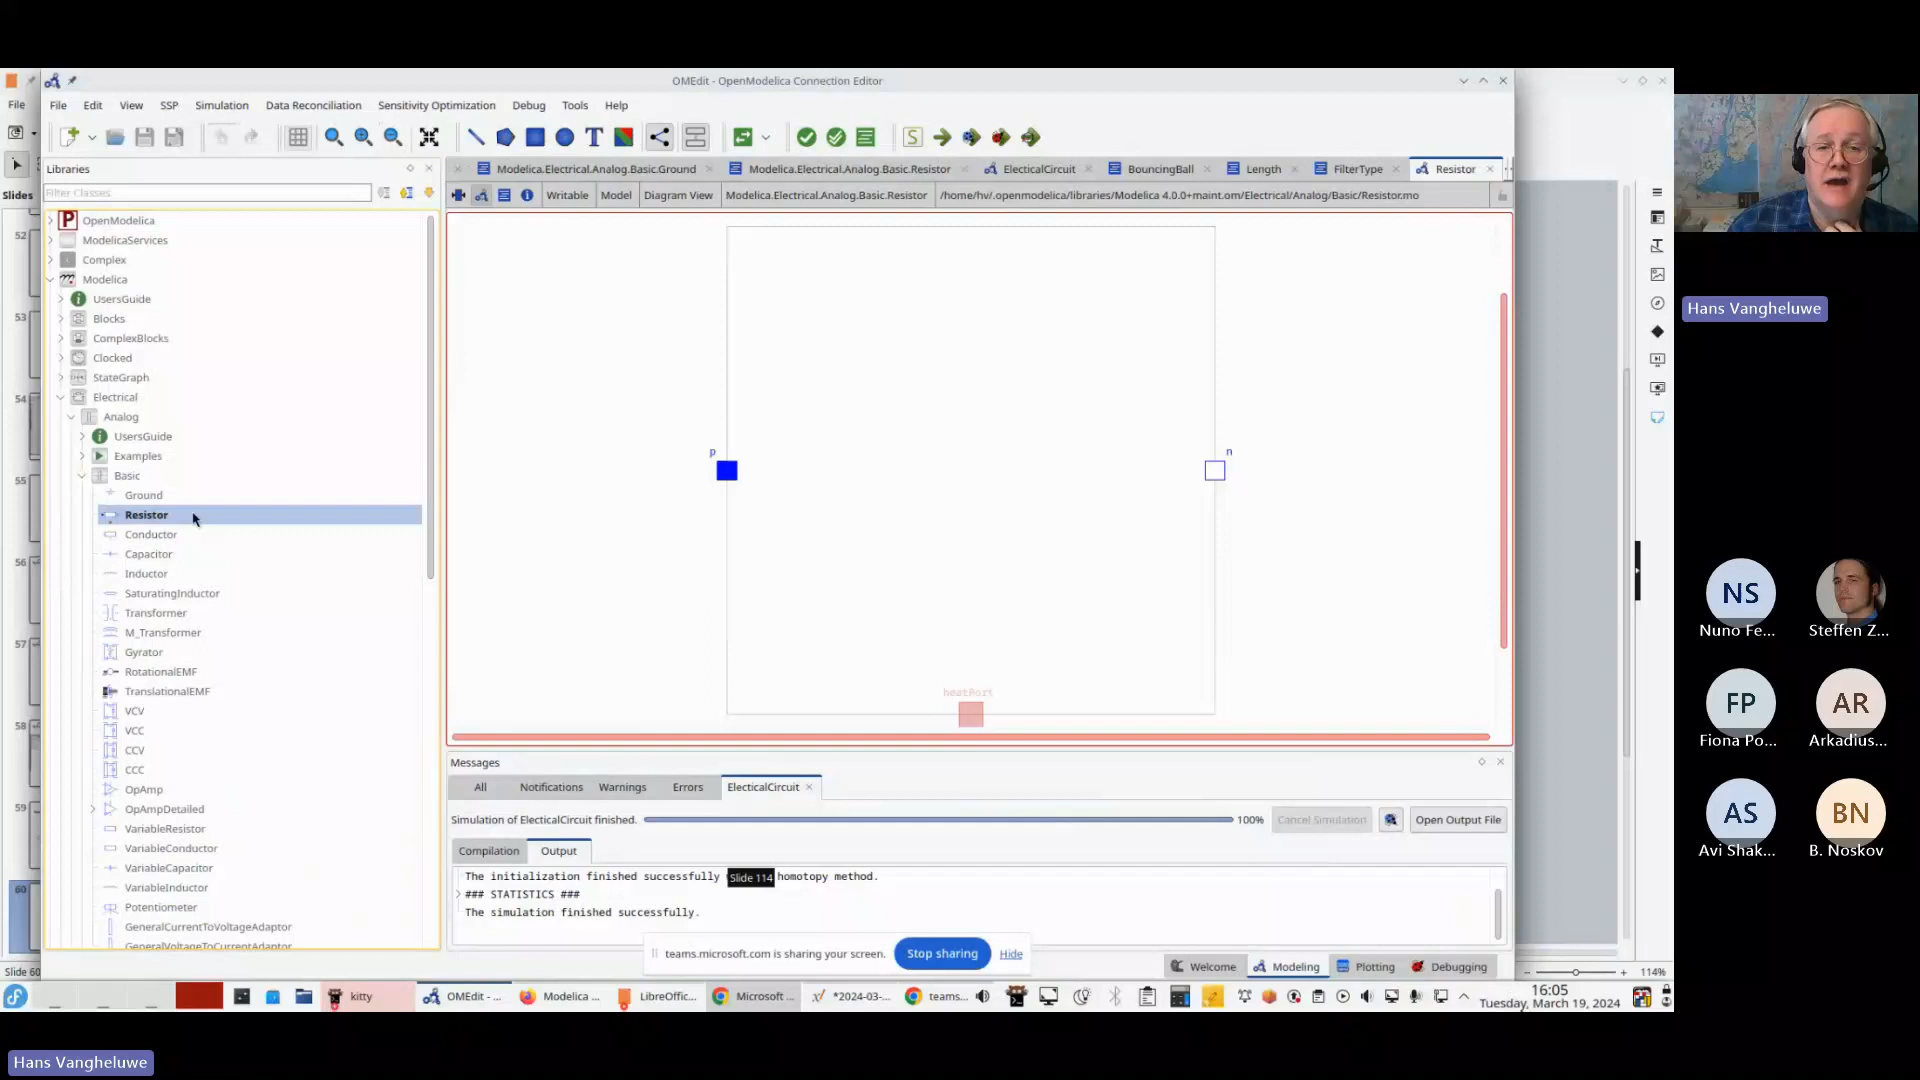 OMEdit - OpenModelica Connection Editor
File
File Edit View SSP Simulation Data Reconciliation Sensitivity Optimization Debug Tools Help
Libraries
Modelica.Electrical.Analog.Basic.Ground
Modelica.Electrical.Analog.Basic.Resistor
ElecticalCircuit
BouncingBall
Length
FilterType
Resistor
Filter Classes
Writable Model Diagram View Modelica.Electrical.Analog.Basic.Resistor /home/hv/.openmodelica/libraries/Modelica 4.0.0+maint.om/Electrical/Analog/Basic/Resistor.mo
Slides
52
53
54
55
56
57
58
59
60
Slide 60
P OpenModelica
ModelicaServices
Complex
Modelica
UsersGuide
Blocks
ComplexBlocks
Clocked
StateGraph
Electrical
Analog
UsersGuide
Examples
Basic
Ground
Resistor
Conductor
Capacitor
Inductor
SaturatingInductor
Transformer
M_Transformer
Gyrator
RotationalEMF
TranslationalEMF
VCV
VCC
CCV
CCC
OpAmp
OpAmpDetailed
VariableResistor
VariableConductor
VariableCapacitor
VariableInductor
Potentiometer
GeneralCurrentToVoltageAdaptor
GeneralVoltageToCurrentAdaptor
p
n
heatPort
Messages
All Notifications Warnings Errors ElecticalCircuit
Simulation of ElecticalCircuit finished. 100% Cancel Simulation Open Output File
Compilation Output
The initialization finished successfully
Slide 114
homotopy method.
### STATISTICS ###
The simulation finished successfully.
teams.microsoft.com is sharing your screen. Stop sharing Hide
Welcome Modeling Plotting Debugging
114%
kitty
OMEdit - ...
Modelica ...
LibreOffic...
Microsoft ...
*2024-03-...
teams...
16:05
Tuesday, March 19, 2024
Hans Vangheluwe
NS
Nuno Fe...
Steffen Z...
FP
Fiona Po...
AR
Arkadius...
AS
Avi Shak...
BN
B. Noskov
Hans Vangheluwe